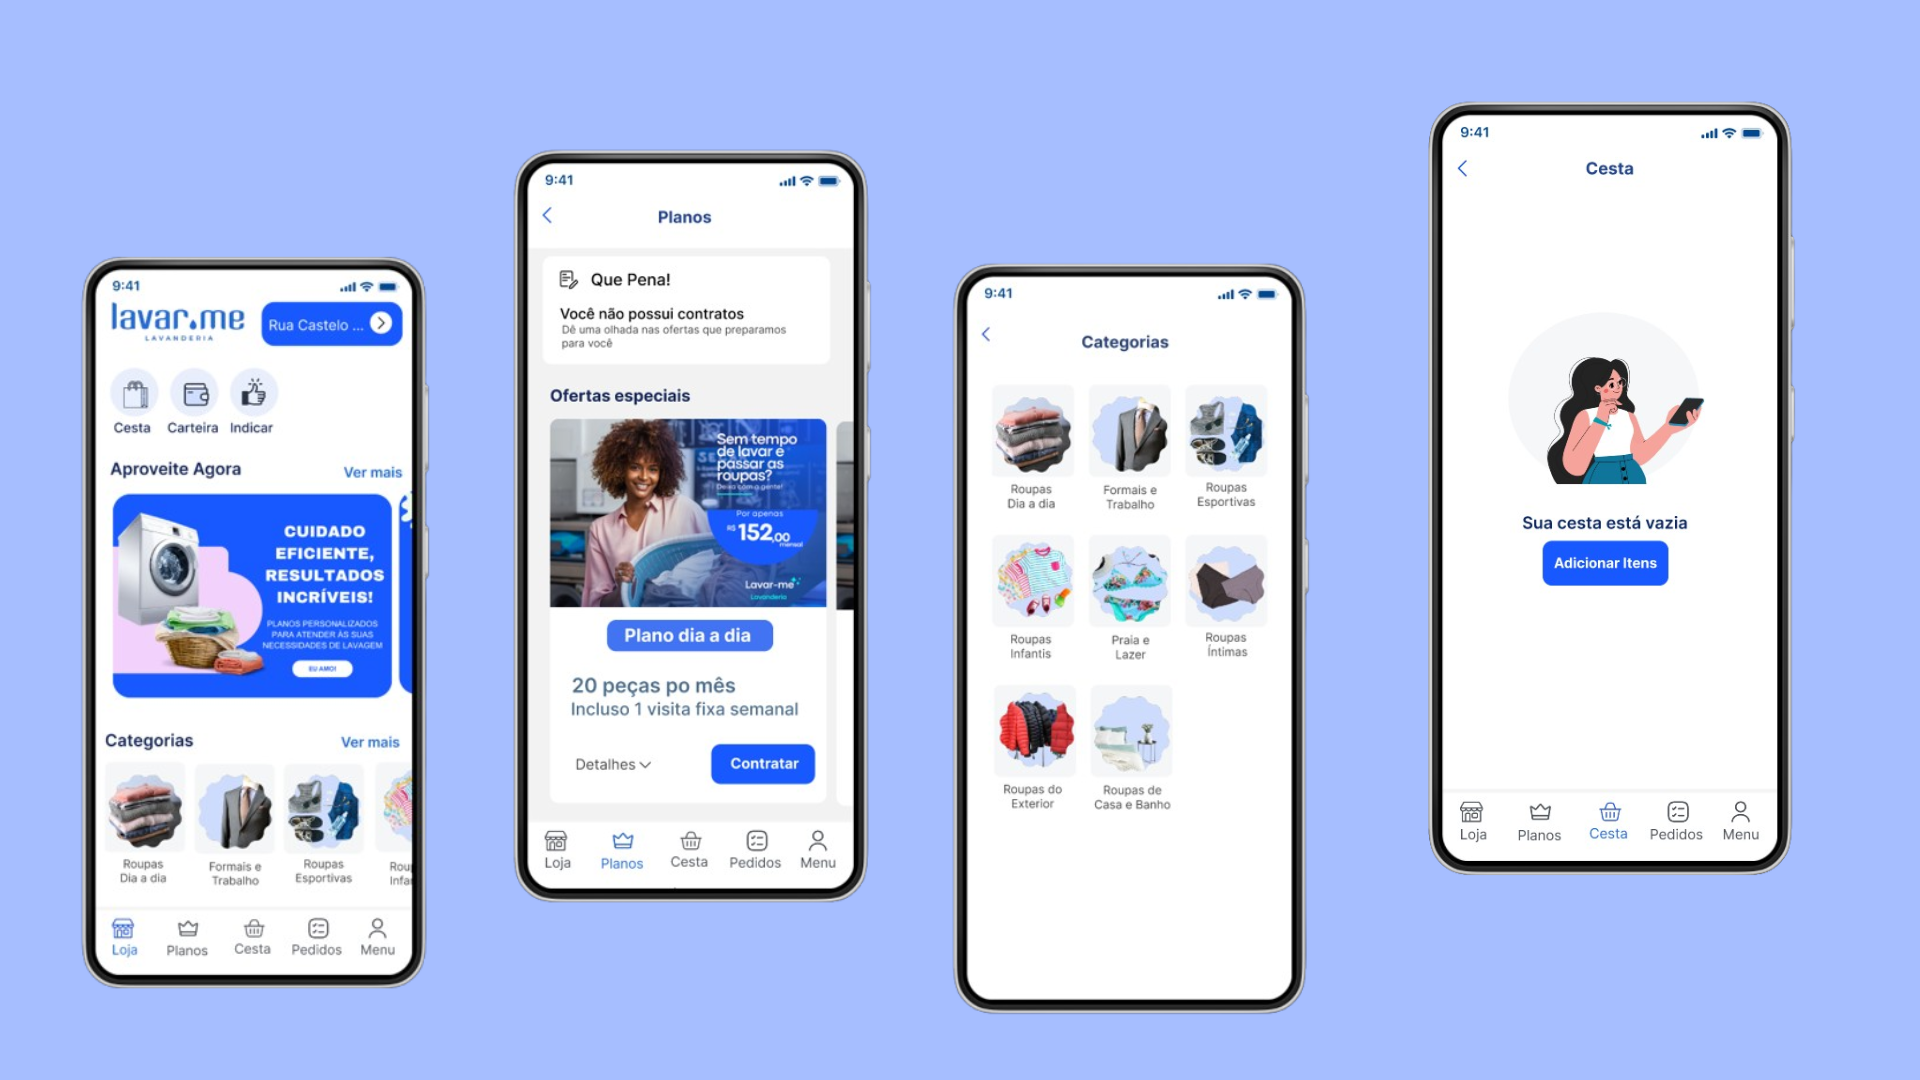 9:41
lavar.me
LAVANDERIA
Rua Castelo ...
Cesta
Carteira
Indicar
Aproveite Agora
Ver mais
CUIDADO
EFICIENTE,
RESULTADOS
INCRÍVEIS!
PLANOS PERSONALIZADOS
PARA ATENDER ÀS SUAS
NECESSIDADES DE LAVAGEM
EU AMO!
Categorias
Ver mais
Roupas
Dia a dia
Formais e
Trabalho
Roupas
Esportivas
Roup
Infa
Loja
Planos
Cesta
Pedidos
Menu
9:41
Planos
Que Pena!
Você não possui contratos
Dê uma olhada nas ofertas que preparamos
para você
Ofertas especiais
Sem tempo
de lavar e
passar as
roupas?
Deixa com a gente!
Por apenas
R$ 152,00
mensal
Lavar-me
Lavanderia
Plano dia a dia
20 peças po mês
Incluso 1 visita fixa semanal
Detalhes
Contratar
Loja
Planos
Cesta
Pedidos
Menu
9:41
Categorias
Roupas
Dia a dia
Formais e
Trabalho
Roupas
Esportivas
Roupas
Infantis
Praia e
Lazer
Roupas
Íntimas
Roupas do
Exterior
Roupas de
Casa e Banho
9:41
Cesta
Sua cesta está vazia
Adicionar Itens
Loja
Planos
Cesta
Pedidos
Menu